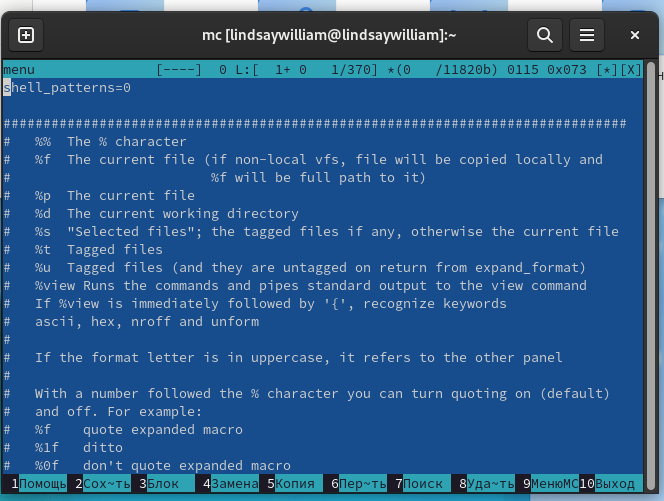 mc [lindsaywilliam@lindsaywilliam]:~
menu [----] 0 L:[ 1+ 0 1/370] *(0 /11820b) 0115 0x073 [*][X]
shell_patterns=0
##############################################################################
# %% The % character
# %f The current file (if non-local vfs, file will be copied locally and
# %f will be full path to it)
# %p The current file
# %d The current working directory
# %s "Selected files"; the tagged files if any, otherwise the current file
# %t Tagged files
# %u Tagged files (and they are untagged on return from expand_format)
# %view Runs the commands and pipes standard output to the view command
# If %view is immediately followed by '{', recognize keywords
# ascii, hex, nroff and unform
#
# If the format letter is in uppercase, it refers to the other panel
#
# With a number followed the % character you can turn quoting on (default)
# and off. For example:
# %f quote expanded macro
# %1f ditto
# %0f don't quote expanded macro
1Помощь 2Сох~ть 3Блок 4Замена 5Копия 6Пер~ть 7Поиск 8Уда~ть 9МенюMC 10Выход